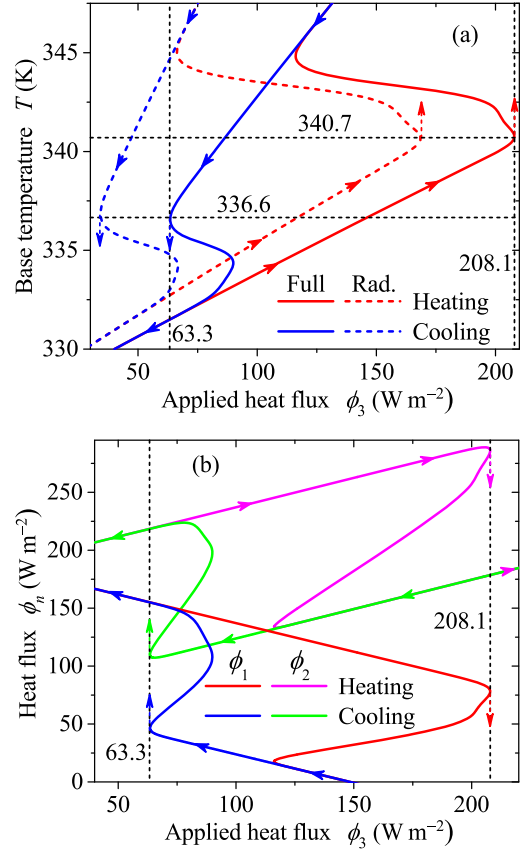 (a)
345
340.7
340
336.6
335
Full Rad.
208.1
Heating
Cooling
63.3
330
50 100 150 200
Base temperature T (K)
Applied heat flux ϕ3 (W m−2)
(b)
250
200
150
208.1
100
ϕ1 ϕ2
Heating
50
Cooling
63.3
0
50 100 150 200
Heat flux ϕn (W m−2)
Applied heat flux ϕ3 (W m−2)